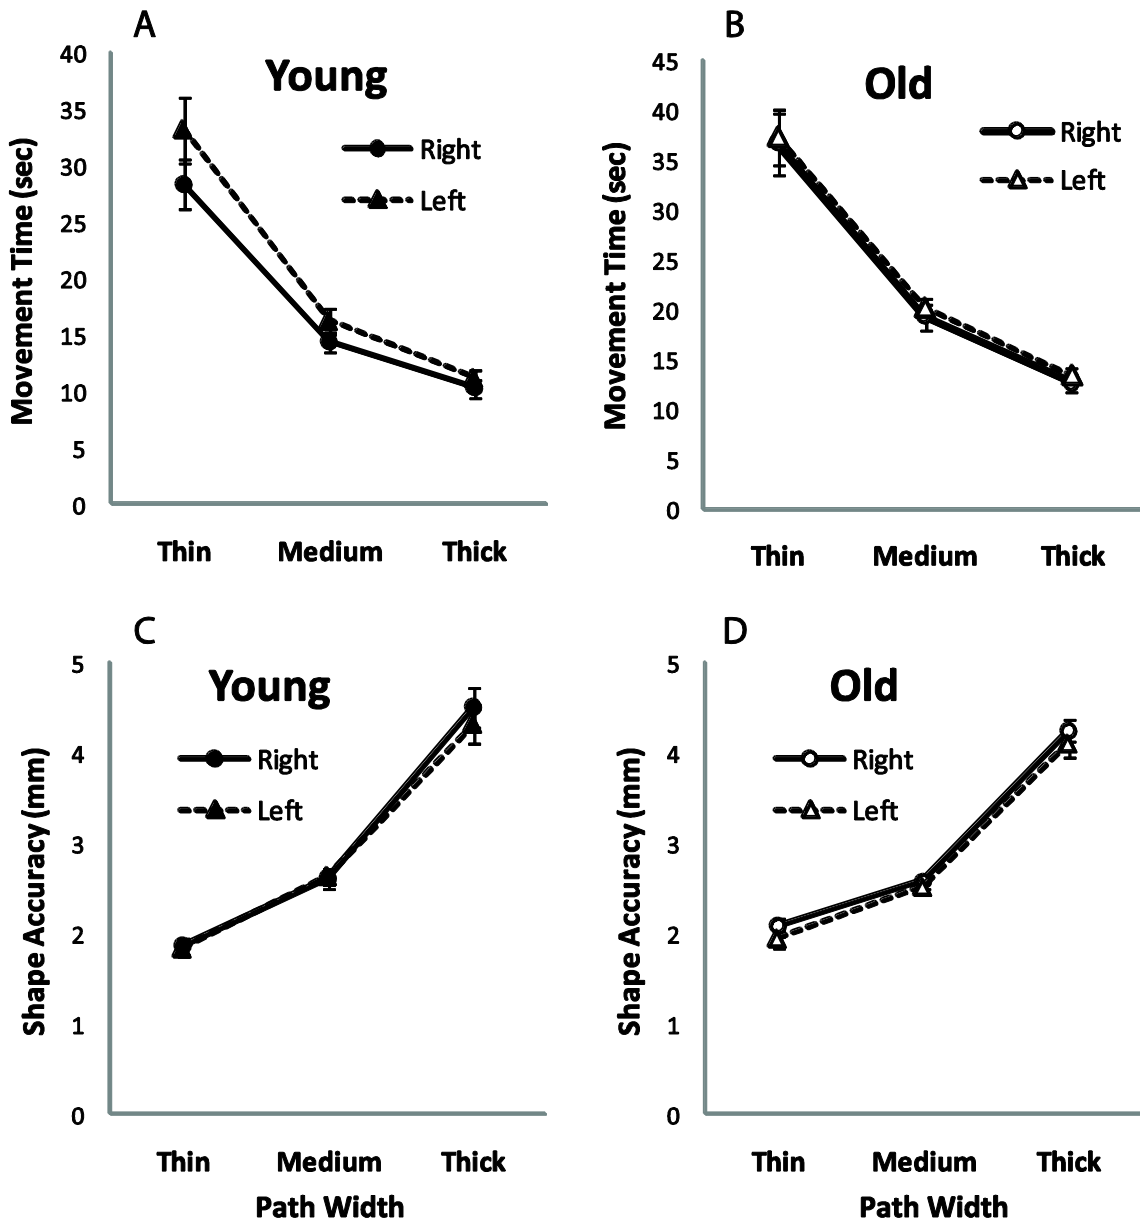 A
Young
Movement Time (sec)
40
35
30
25
20
15
10
5
0
Right
Left
Thin Medium Thick
B
Old
Movement Time (sec)
45
40
35
30
25
20
15
10
5
0
Right
Left
Thin Medium Thick
C
Young
Shape Accuracy (mm)
5
4
3
2
1
0
Right
Left
Thin Medium Thick
Path Width
D
Old
Shape Accuracy (mm)
5
4
3
2
1
0
Right
Left
Thin Medium Thick
Path Width